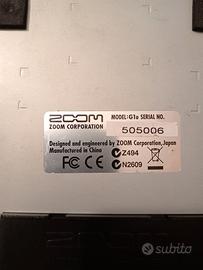 ZOOM MODEL: G1u SERIAL NO.
ZOOM CORPORATION 505006
Designed and engineered by ZOOM Corporation, Japan
Manufactured in China
Z494
FC CE N2609
subito